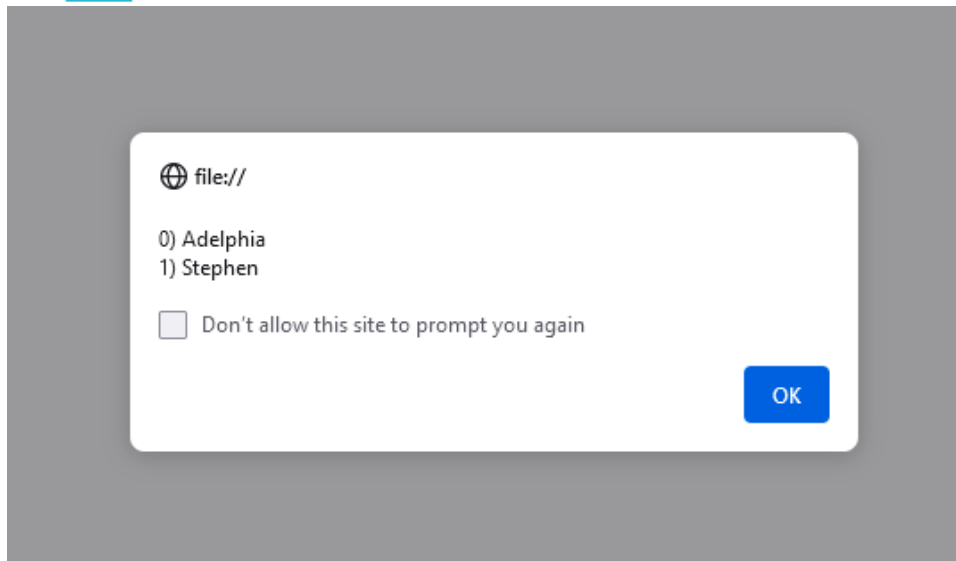 file://
0) Adelphia
1) Stephen
Don't allow this site to prompt you again
OK